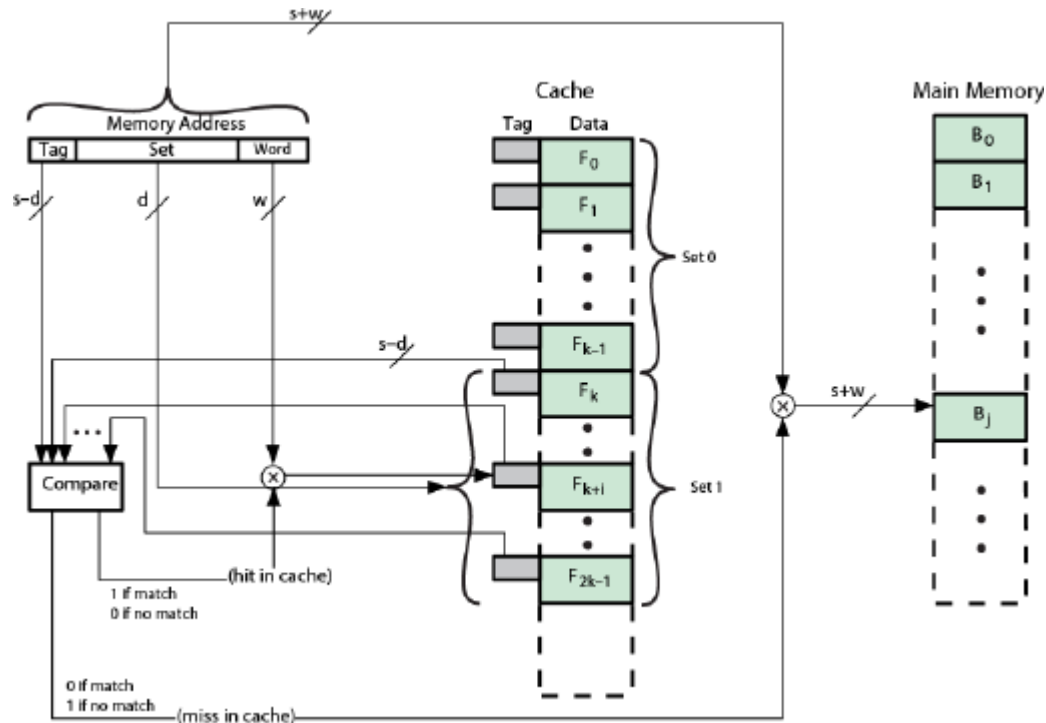 s+w
Cache
Main Memory
Memory Address
Tag Data
Tag Set Word
F0
B0
F1
B1
s–d
d
w
Set 0
s–d
Fk–1
Fk
s+w
Bj
Compare
Fk+i
Set 1
(hit in cache)
F2k–1
1 if match
0 if no match
0 if match
1 if no match
(miss in cache)